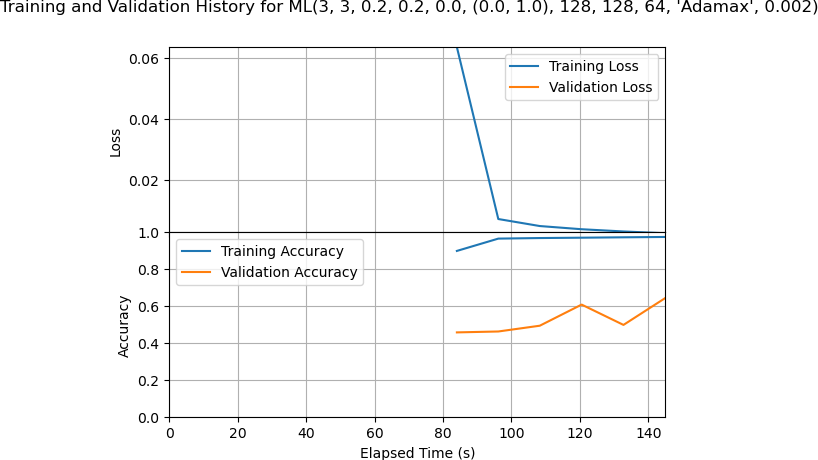 Training and Validation History for ML(3, 3, 0.2, 0.2, 0.0, (0.0, 1.0), 128, 128, 64, 'Adamax', 0.002)
0.06
0.04
0.02
Loss
Training Loss
Validation Loss
1.0
0.8
0.6
0.4
0.2
0.0
Accuracy
Training Accuracy
Validation Accuracy
0 20 40 60 80 100 120 140
Elapsed Time (s)